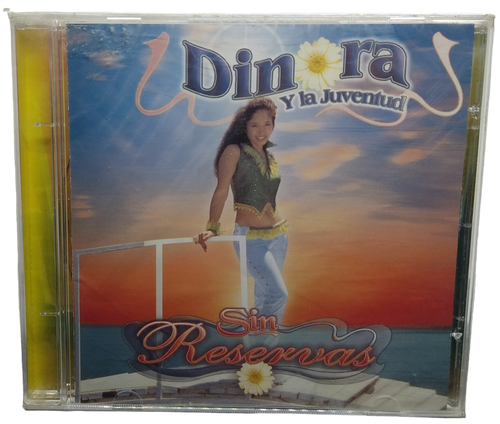 Dinora
Y la Juventud
Sin
Reservas